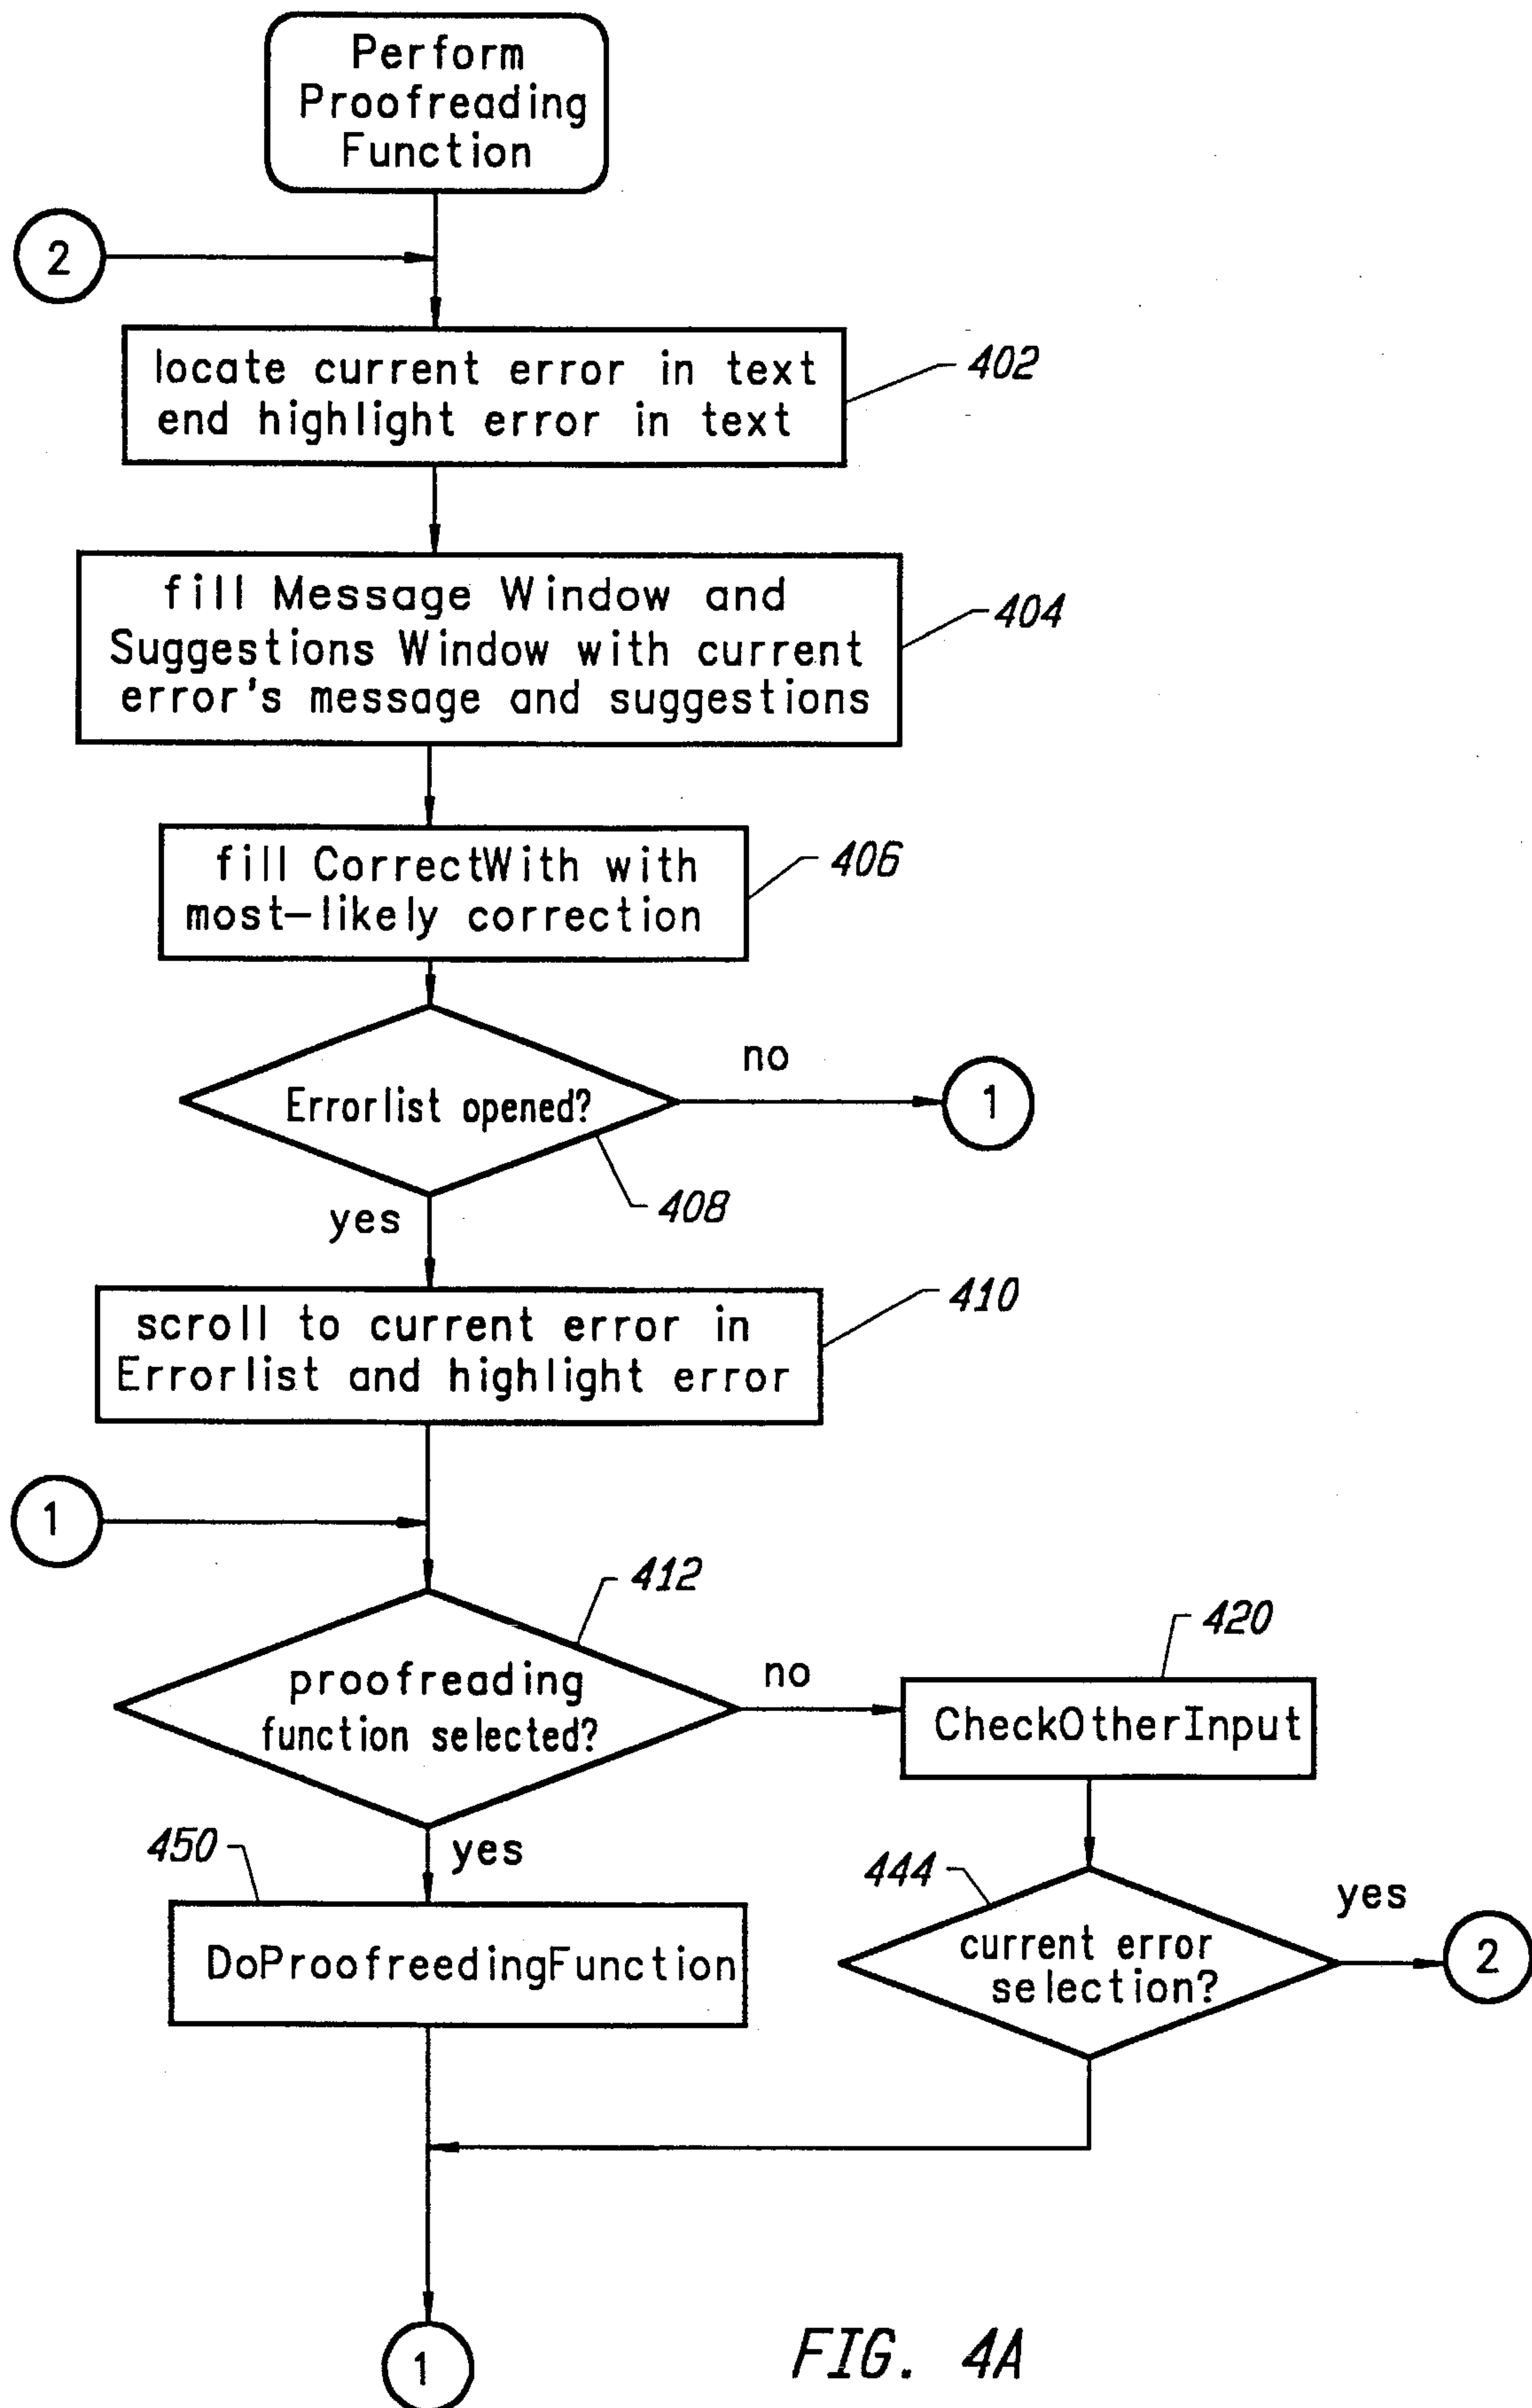 Perform
Proofreading
Function
2
locate current error in text
end highlight error in text
402
fill Message Window and
Suggestions Window with current
error's message and suggestions
404
fill CorrectWith with
most-likely correction
406
Errorlist opened?
no
1
408
yes
scroll to current error in
Errorlist and highlight error
410
1
412
proofreading
function selected?
no
420
CheckOtherInput
yes
450
DoProofreedingFunction
444
current error
selection?
yes
2
1
FIG. 4A